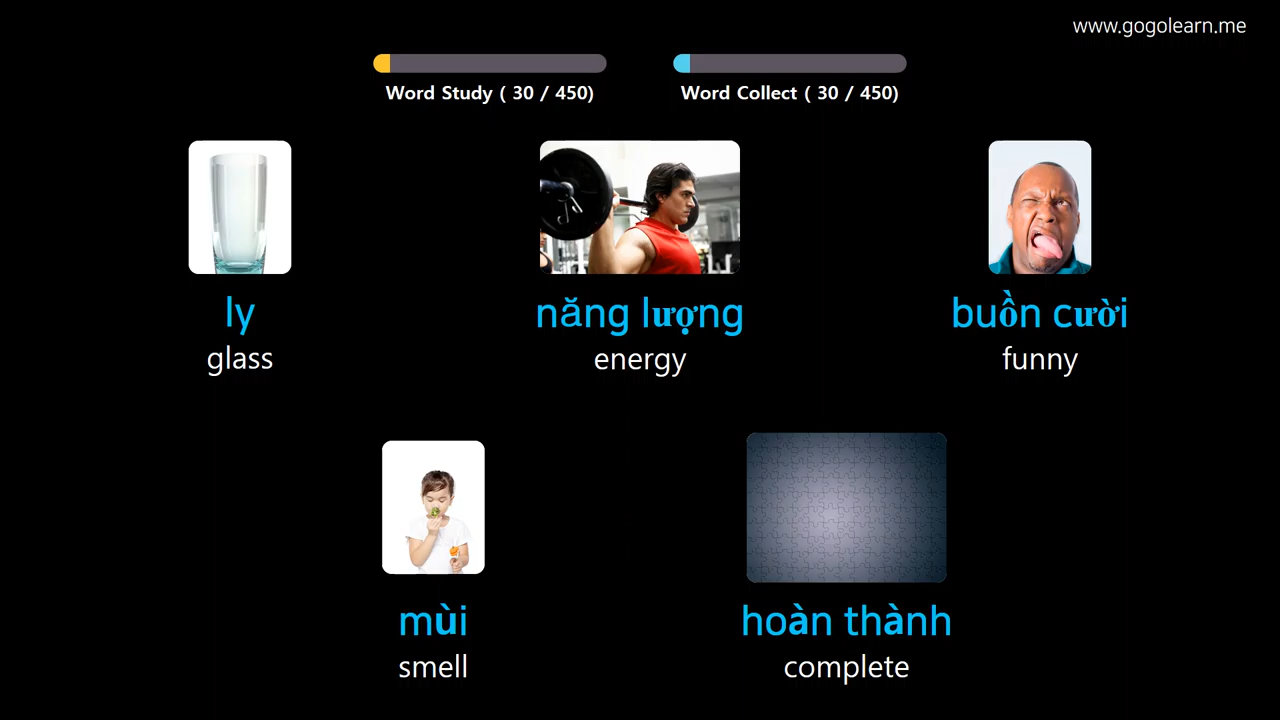 www.gogolearn.me
Word Study ( 30 / 450)
Word Collect ( 30 / 450)
ly
glass
năng lượng
energy
buồn cười
funny
mùi
smell
hoàn thành
complete